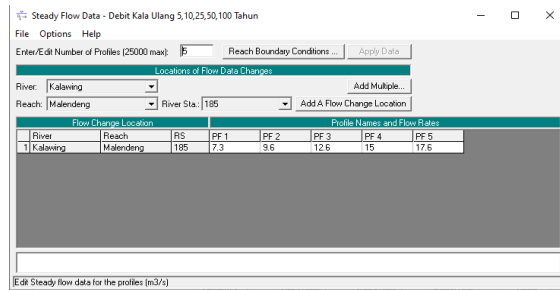 Steady Flow Data - Debit Kala Ulang 5,10,25,50,100 Tahun
File Options Help
Enter/Edit Number of Profiles (25000 max): 5 Reach Boundary Conditions ... Apply Data
Locations of Flow Data Changes
River: Kalawing Add Multiple...
Reach: Malendeng River Sta.: 185 Add A Flow Change Location
Flow Change Location Profile Names and Flow Rates
River Reach RS PF 1 PF 2 PF 3 PF 4 PF 5
1 Kalawing Malendeng 185 7.3 9.6 12.6 15 17.6
Edit Steady flow data for the profiles (m3/s)